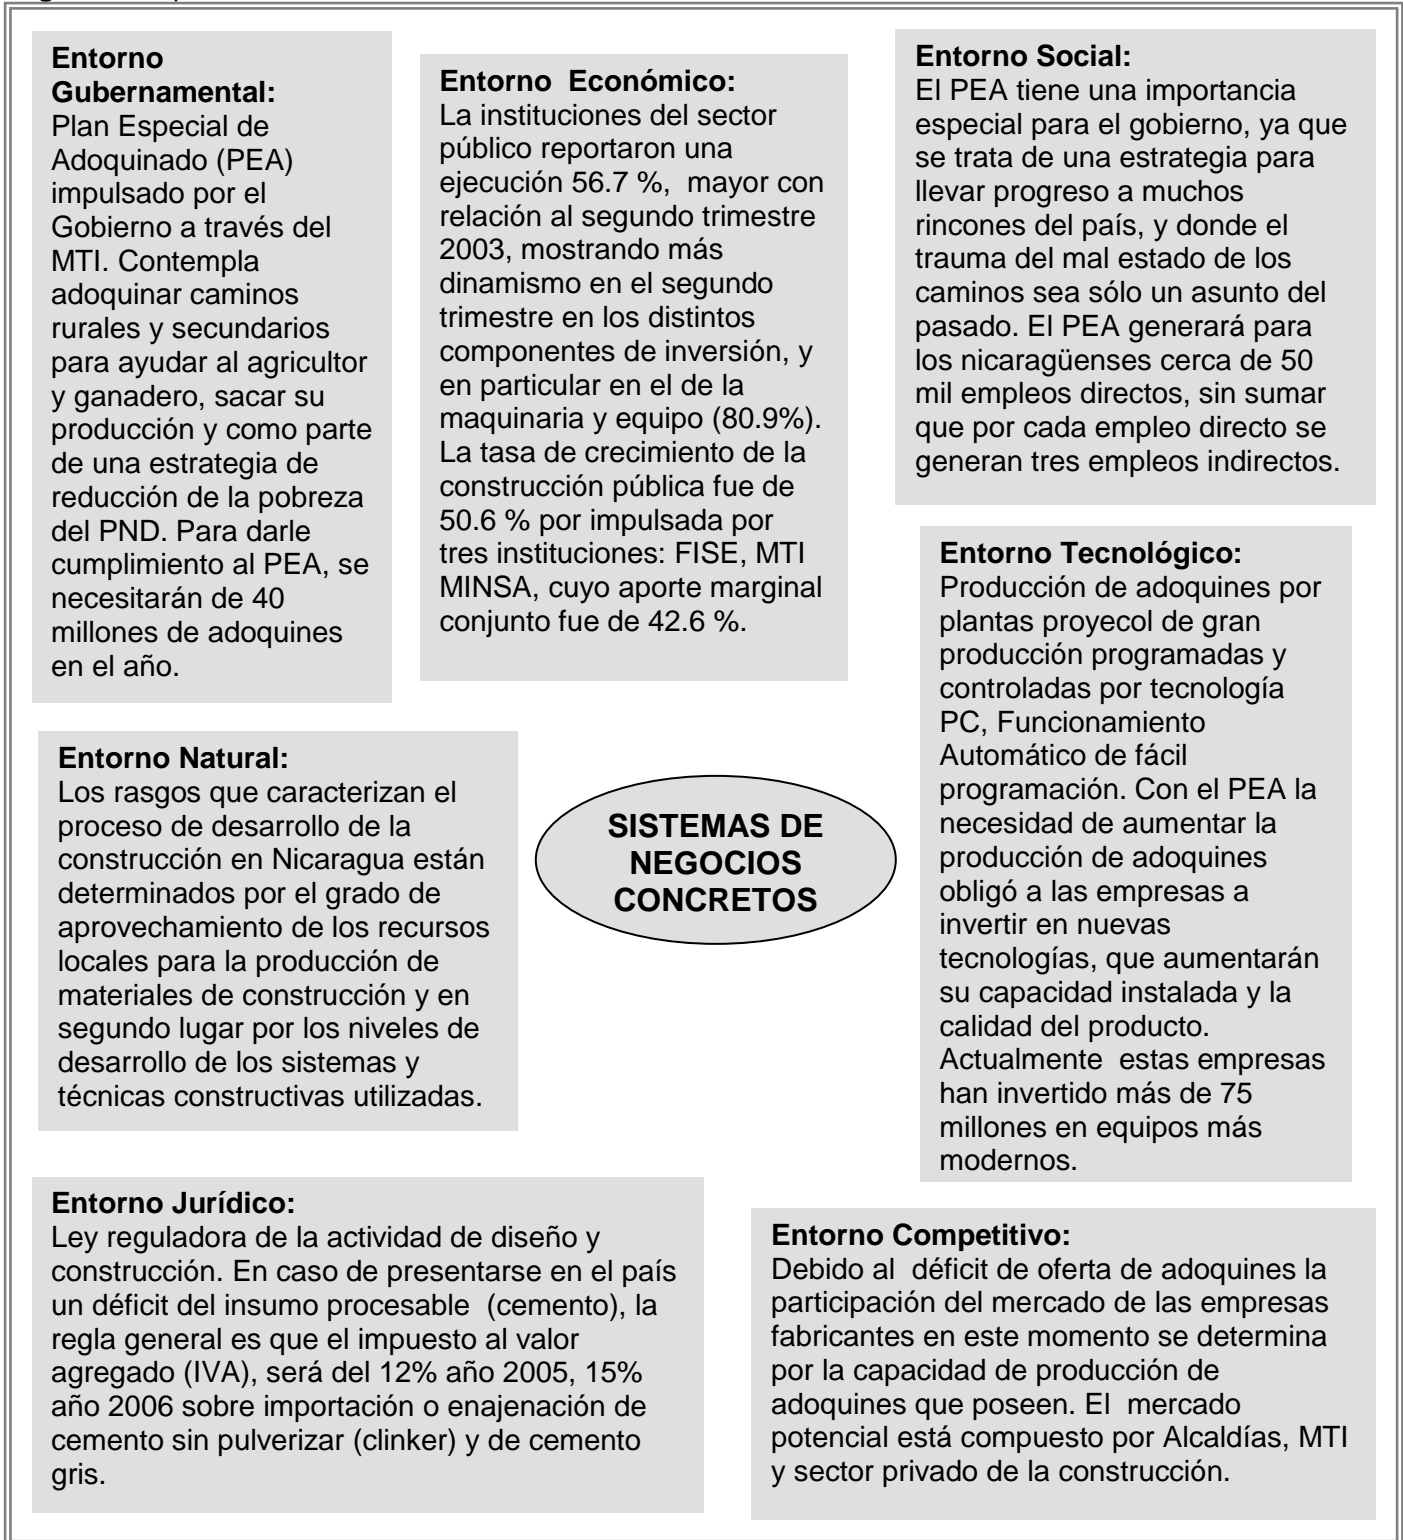 Entorno
Gubernamental:
Plan Especial de
Adoquinado (PEA)
impulsado por el
Gobierno a través del
MTI. Contempla
adoquinar caminos
rurales y secundarios
para ayudar al agricultor
y ganadero, sacar su
producción y como parte
de una estrategia de
reducción de la pobreza
del PND. Para darle
cumplimiento al PEA, se
necesitarán de 40
millones de adoquines
en el año.
Entorno Económico:
La instituciones del sector
público reportaron una
ejecución 56.7 %, mayor con
relación al segundo trimestre
2003, mostrando más
dinamismo en el segundo
trimestre en los distintos
componentes de inversión, y
en particular en el de la
maquinaria y equipo (80.9%).
La tasa de crecimiento de la
construcción pública fue de
50.6 % por impulsada por
tres instituciones: FISE, MTI
MINSA, cuyo aporte marginal
conjunto fue de 42.6 %.
Entorno Social:
El PEA tiene una importancia
especial para el gobierno, ya que
se trata de una estrategia para
llevar progreso a muchos
rincones del país, y donde el
trauma del mal estado de los
caminos sea sólo un asunto del
pasado. El PEA generará para
los nicaragüenses cerca de 50
mil empleos directos, sin sumar
que por cada empleo directo se
generan tres empleos indirectos.
Entorno Tecnológico:
Producción de adoquines por
plantas proyecol de gran
producción programadas y
controladas por tecnología
PC, Funcionamiento
Automático de fácil
programación. Con el PEA la
necesidad de aumentar la
producción de adoquines
obligó a las empresas a
invertir en nuevas
tecnologías, que aumentarán
su capacidad instalada y la
calidad del producto.
Actualmente estas empresas
han invertido más de 75
millones en equipos más
modernos.
Entorno Natural:
Los rasgos que caracterizan el
proceso de desarrollo de la
construcción en Nicaragua están
determinados por el grado de
aprovechamiento de los recursos
locales para la producción de
materiales de construcción y en
segundo lugar por los niveles de
desarrollo de los sistemas y
técnicas constructivas utilizadas.
SISTEMAS DE
NEGOCIOS
CONCRETOS
Entorno Jurídico:
Ley reguladora de la actividad de diseño y
construcción. En caso de presentarse en el país
un déficit del insumo procesable (cemento), la
regla general es que el impuesto al valor
agregado (IVA), será del 12% año 2005, 15%
año 2006 sobre importación o enajenación de
cemento sin pulverizar (clinker) y de cemento
gris.
Entorno Competitivo:
Debido al déficit de oferta de adoquines la
participación del mercado de las empresas
fabricantes en este momento se determina
por la capacidad de producción de
adoquines que poseen. El mercado
potencial está compuesto por Alcaldías, MTI
y sector privado de la construcción.